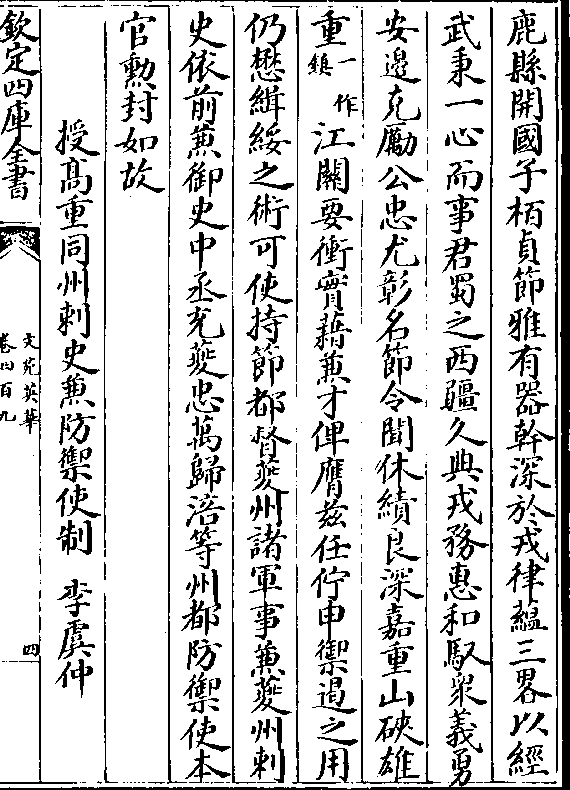 鹿縣開國子栢貞節雅有器幹深於戎律蘊三畧以經
武秉一心而事君蜀之西疆久典戎務惠和馭衆義勇
安邉克勵公忠尤彰名節令聞休績良深嘉重山硤雄
重一作鎮江關要衝實藉兼才俾膺兹任佇申禦遏之用
仍懋緝綏之術可使持節都督䕫州諸軍事兼䕫州刺
史依前兼御史中丞充䕫忠萬歸涪等州都防禦使本
官勲封如故
授髙重同州刺史兼防禦使制 李虞仲
欽定四庫全書
文苑英華
卷四百九
四